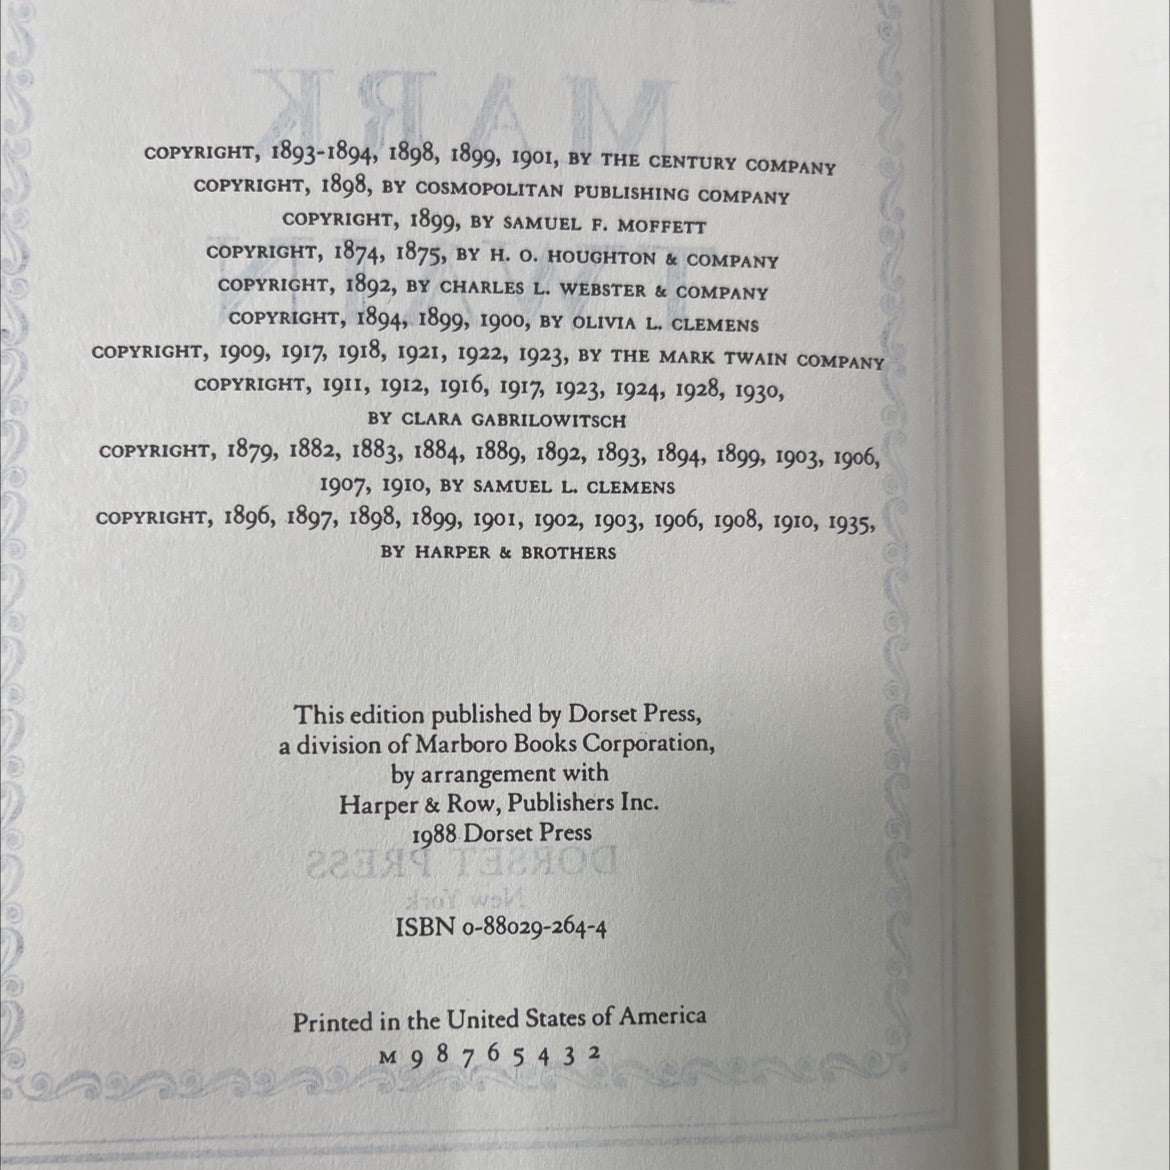 MARK
COPYRIGHT, 1893-1894, 1898, 1899, 1901, BY THE CENTURY COMPANY
COPYRIGHT, 1898, BY COSMOPOLITAN PUBLISHING COMPANY
COPYRIGHT, 1899, BY SAMUEL F. MOFFETT
TWAIN
COPYRIGHT, 1874, 1875, BY H. O. HOUGHTON & COMPANY
COPYRIGHT, 1892, BY CHARLES L. WEBSTER & COMPANY
COPYRIGHT, 1894, 1899, 1900, BY OLIVIA L. CLEMENS
COPYRIGHT, 1909, 1917, 1918, 1921, 1922, 1923, BY THE MARK TWAIN COMPANY
COPYRIGHT, 1911, 1912, 1916, 1917, 1923, 1924, 1928, 1930,
BY CLARA GABRILOWITSCH
COPYRIGHT, 1879, 1882, 1883, 1884, 1889, 1892, 1893, 1894, 1899, 1903, 1906,
1907, 1910, BY SAMUEL L. CLEMENS
COPYRIGHT, 1896, 1897, 1898, 1899, 1901, 1902, 1903, 1906, 1908, 1910, 1935,
BY HARPER & BROTHERS
This edition published by Dorset Press,
a division of Marboro Books Corporation,
by arrangement with
Harper & Row, Publishers Inc.
1988 Dorset Press
DORSET PRESS
New York
ISBN 0-88029-264-4
Printed in the United States of America
M 9 8 7 6 5 4 3 2